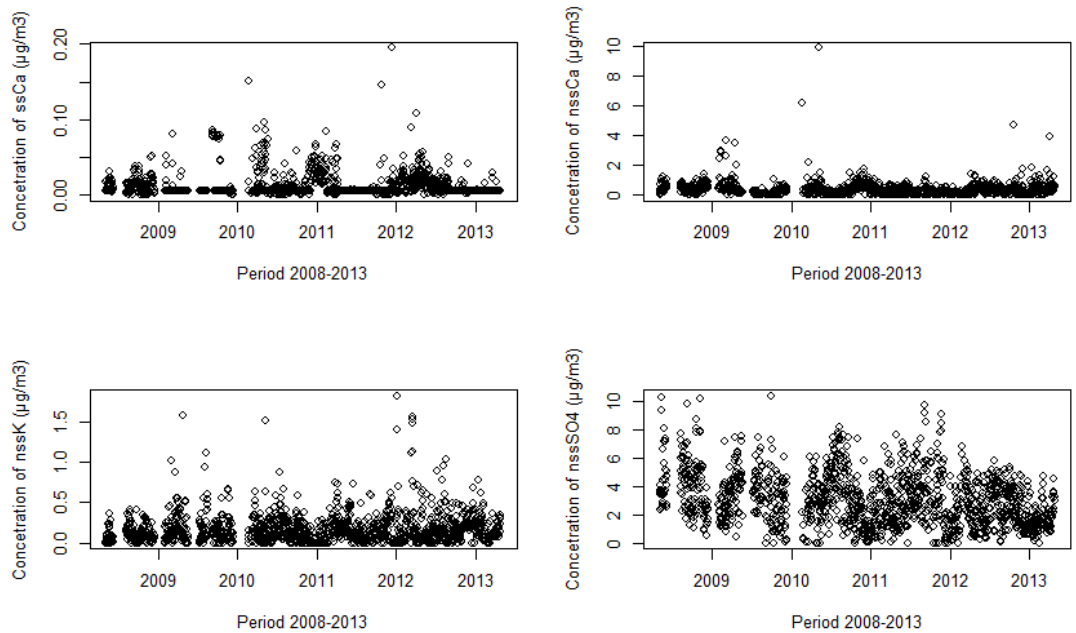 Concetration of ssCa (µg/m3)
0.20
0.10
0.00
2009 2010 2011 2012 2013
Period 2008-2013
Concetration of nssCa (µg/m3)
10
8
6
4
2
0
2009 2010 2011 2012 2013
Period 2008-2013
Concetration of nssK (µg/m3)
1.5
1.0
0.5
0.0
2009 2010 2011 2012 2013
Period 2008-2013
Concetration of nssSO4 (µg/m3)
10
8
6
4
2
0
2009 2010 2011 2012 2013
Period 2008-2013